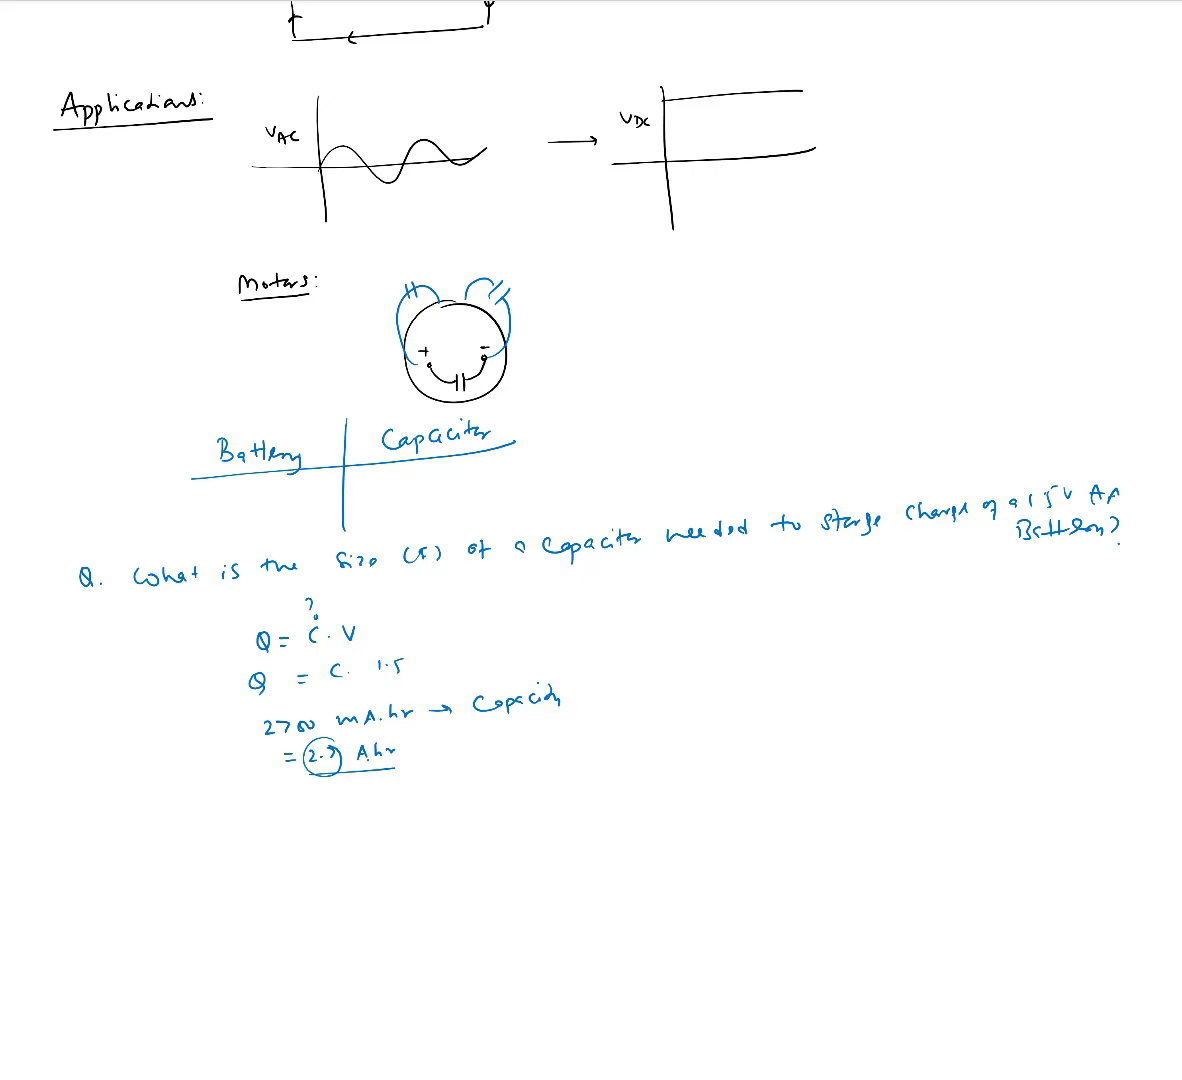 Applications:
VAC
VDC
Motors:
+ -
Battery Capacitor
Q. What is the size (F) of a capacitor needed to storge charge of a 1.5V AA
Battery?
?
Q = C. V
Q = C. 1.5
2700 mA.hr → Capacity
= 2.7 A.hr